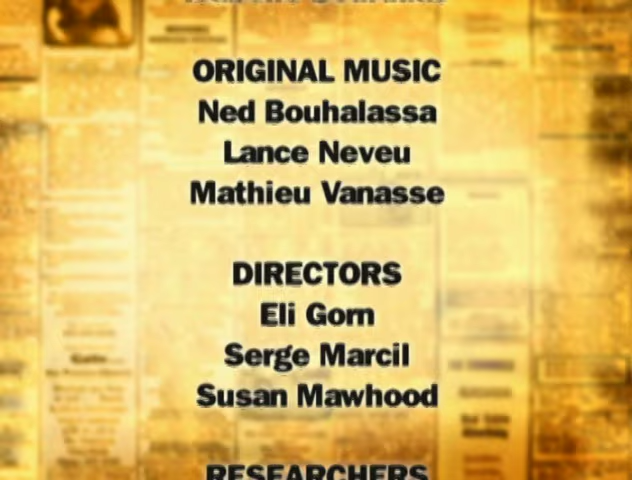 ORIGINAL MUSIC
Ned Bouhalassa
Lance Neveu
Mathieu Vanasse
DIRECTORS
Eli Gorn
Serge Marcil
Susan Mawhood
RESEARCHERS